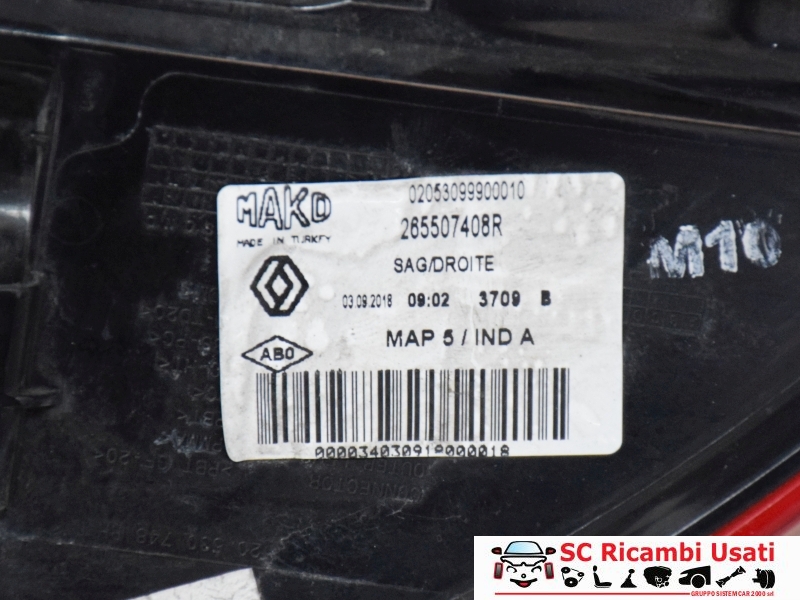 02053099900010
MAKO
265507408R
MADE IN TURKEY
SAG/DROITE
M10
03.09.2018 09:02 3709 B
MAP 5 / IND A
ABO
CONNECTOR
SC Ricambi Usati
GRUPPO SISTEMCAR 2000 srl